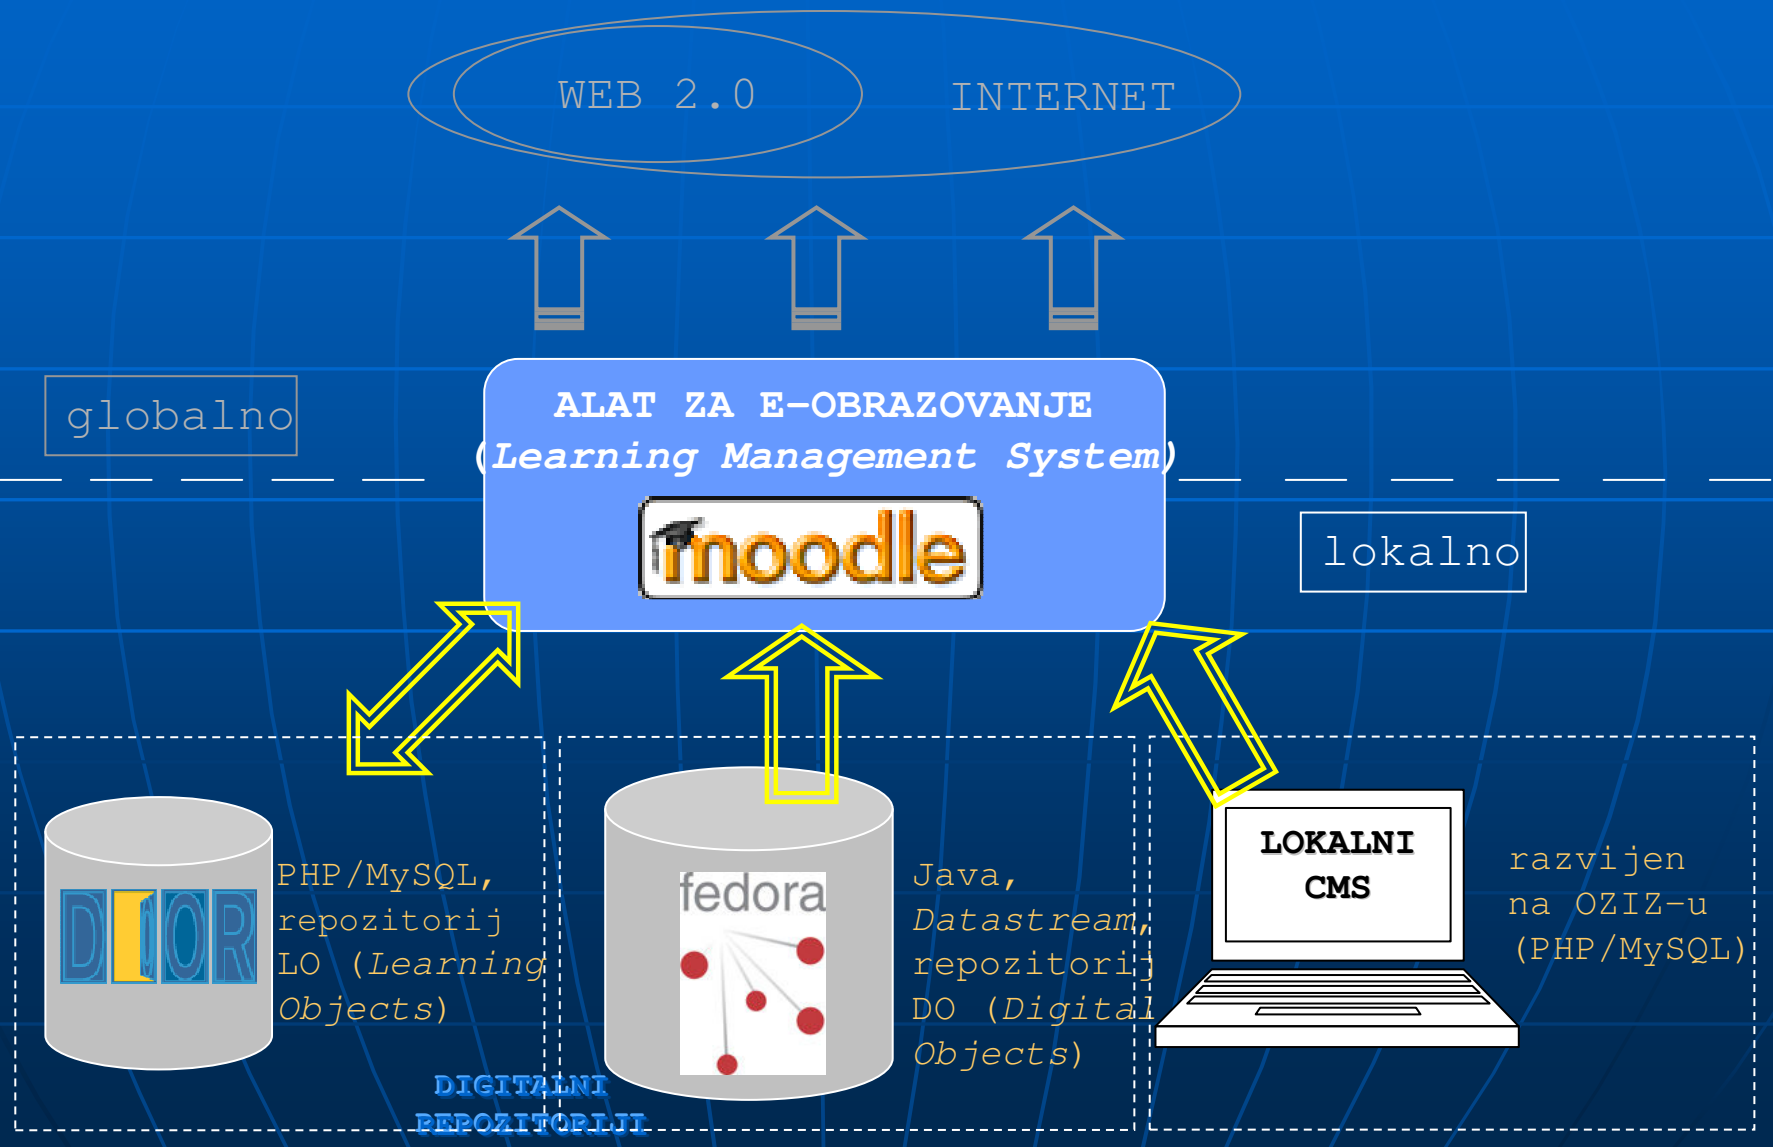 WEB 2.0
INTERNET
globalno
ALAT ZA E-OBRAZOVANJE
(Learning Management System)
moodle
lokalno
DOOR
PHP/MySQL,
repozitorij
LO (Learning
Objects)
fedora
Java,
Datastream,
repozitorij
DO (Digital
Objects)
LOKALNI
CMS
razvijen
na OZIZ-u
(PHP/MySQL)
DIGITALNI
REPOZITORIJI